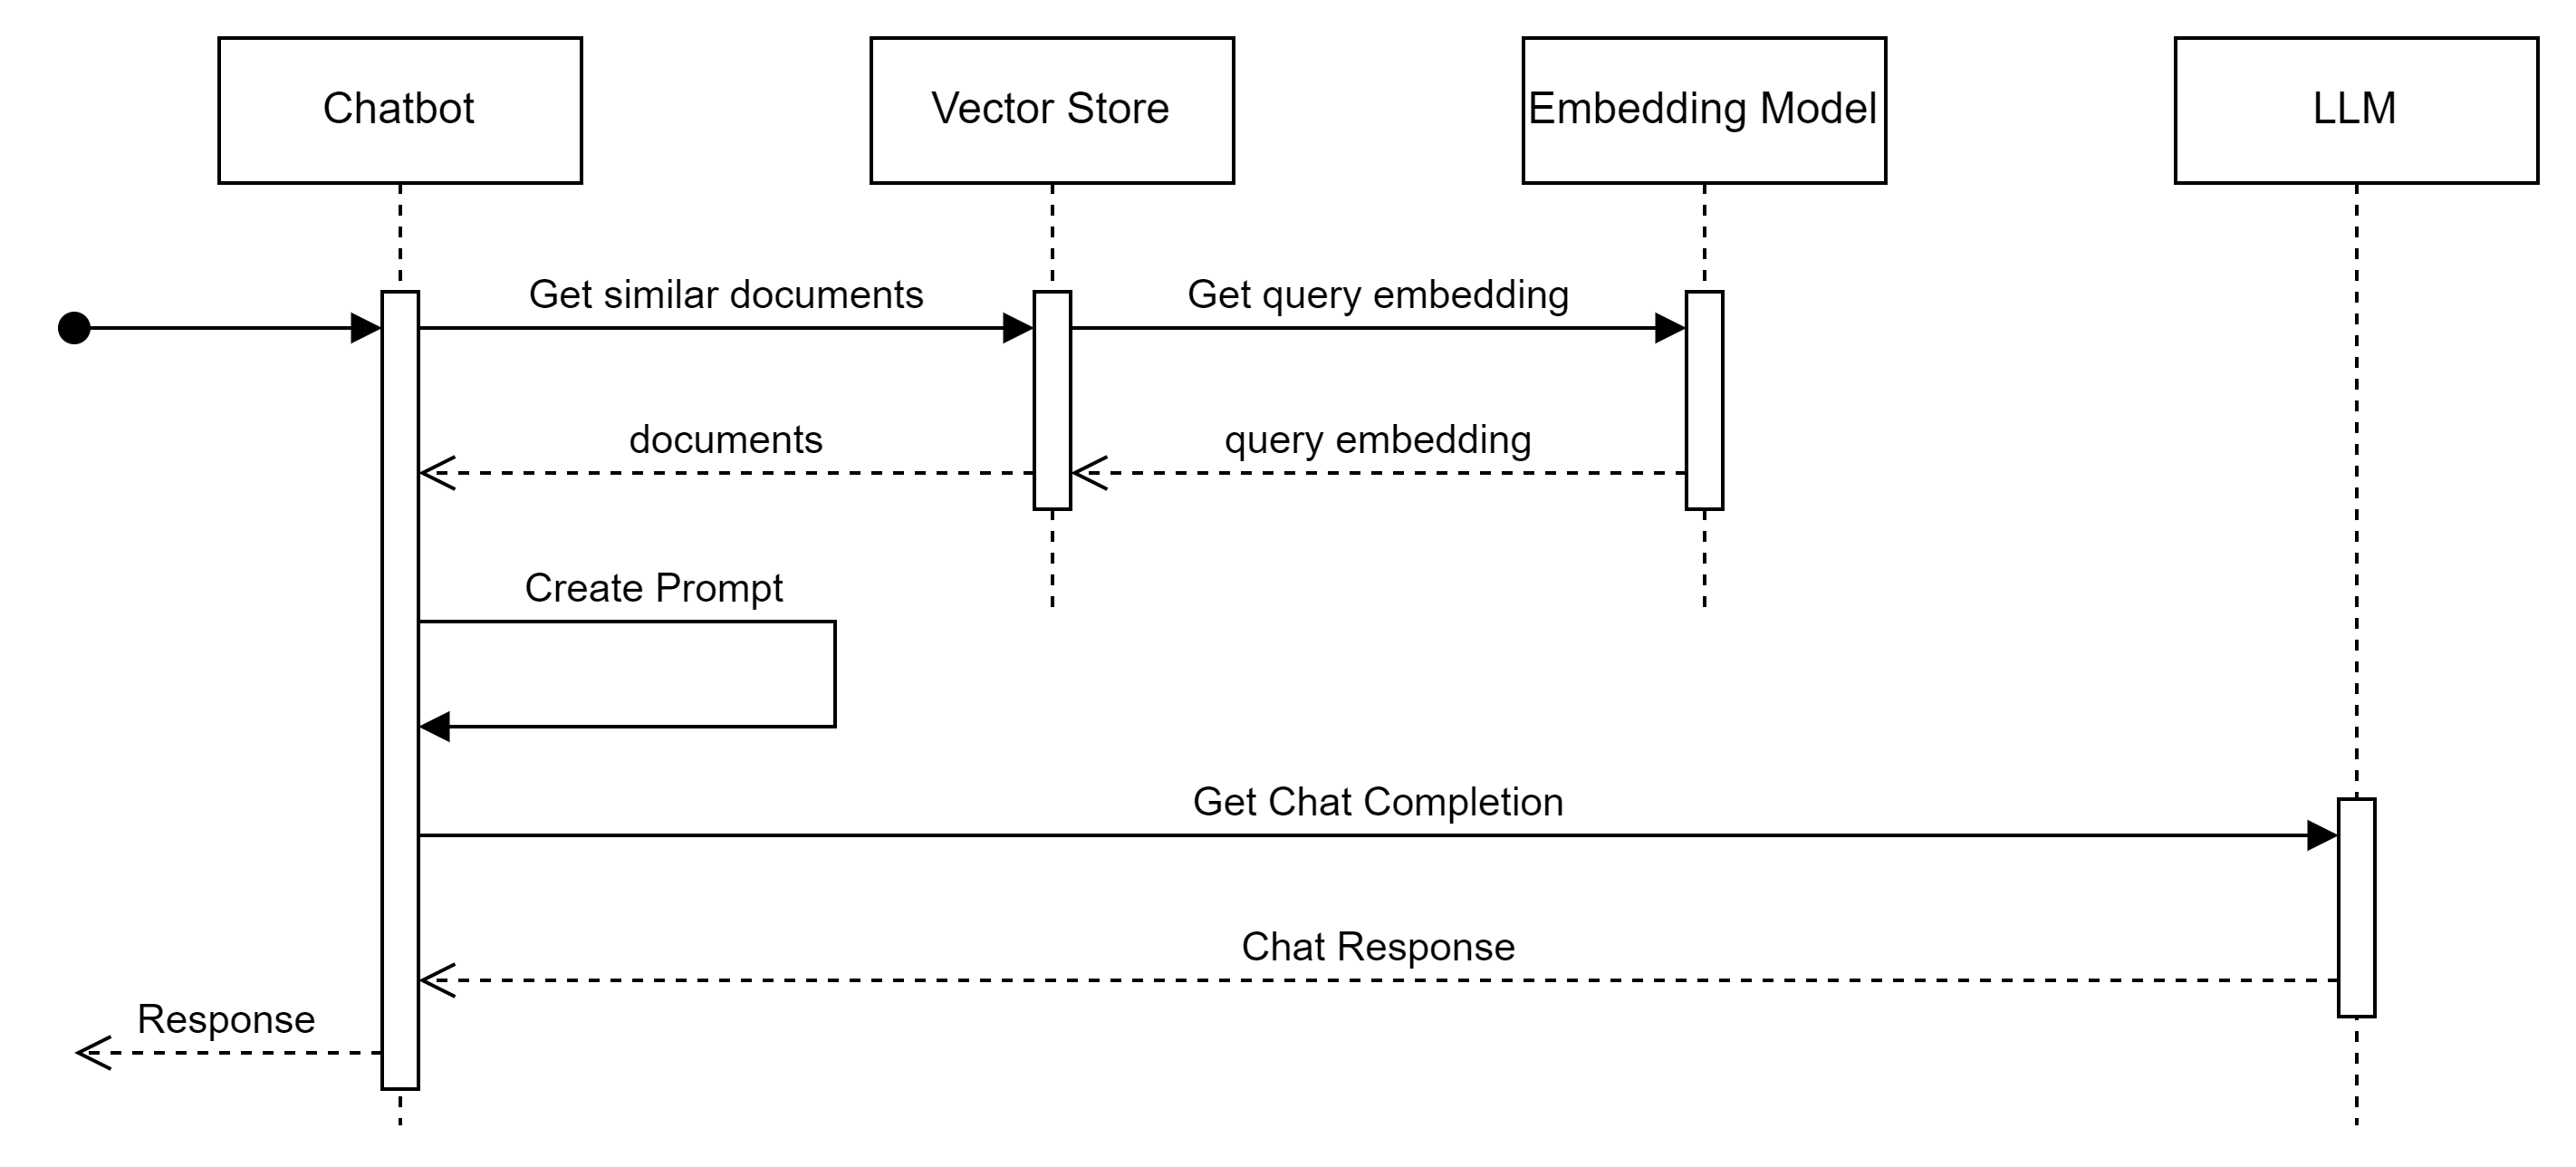 Chatbot
Vector Store
Embedding Model
LLM
Get similar documents
Get query embedding
documents
query embedding
Create Prompt
Get Chat Completion
Chat Response
Response